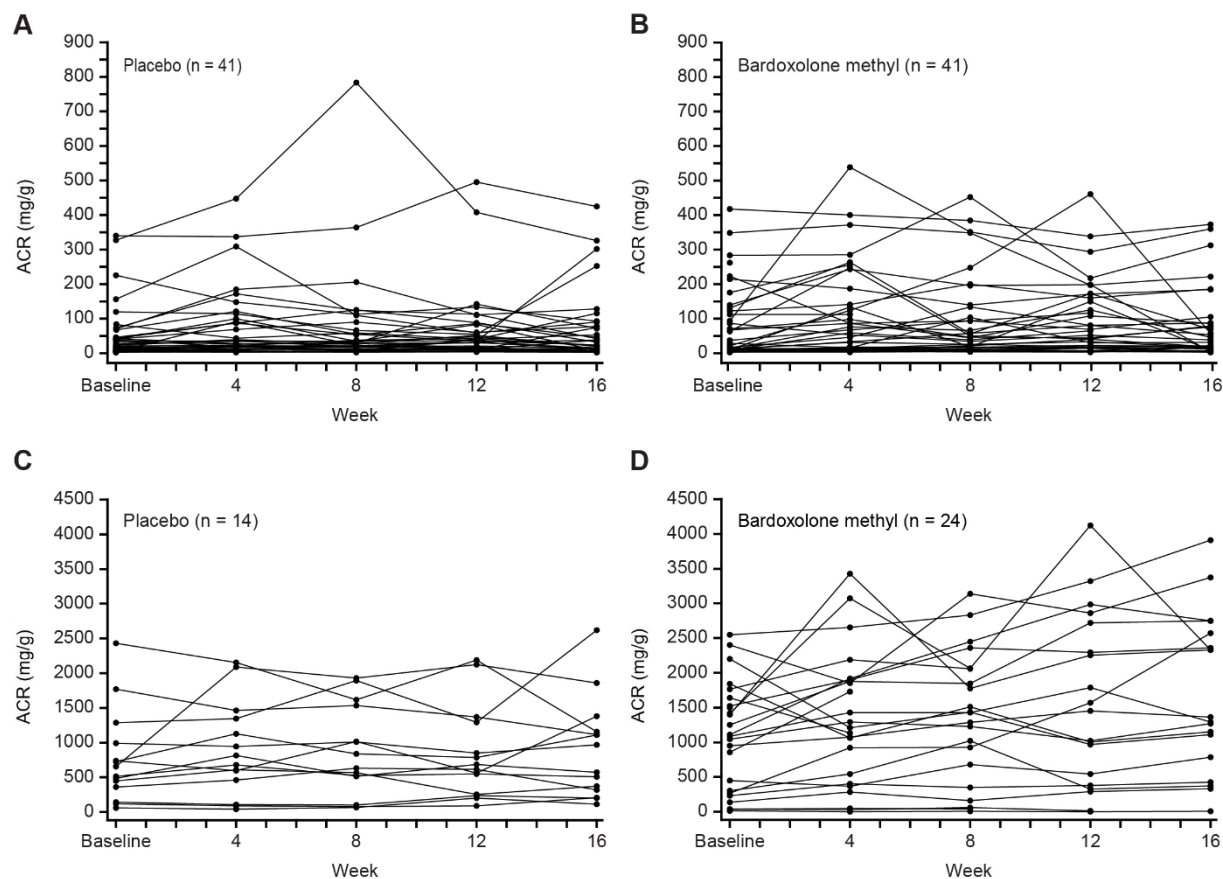 A
B
900
800
700
600
500
400
300
200
100
0
ACR (mg/g)
Placebo (n = 41)
Baseline 4 8 12 16
Week
900
800
700
600
500
400
300
200
100
0
ACR (mg/g)
Bardoxolone methyl (n = 41)
Baseline 4 8 12 16
Week
C
D
4500
4000
3500
3000
2500
2000
1500
1000
500
0
ACR (mg/g)
Placebo (n = 14)
Baseline 4 8 12 16
Week
4500
4000
3500
3000
2500
2000
1500
1000
500
0
ACR (mg/g)
Bardoxolone methyl (n = 24)
Baseline 4 8 12 16
Week